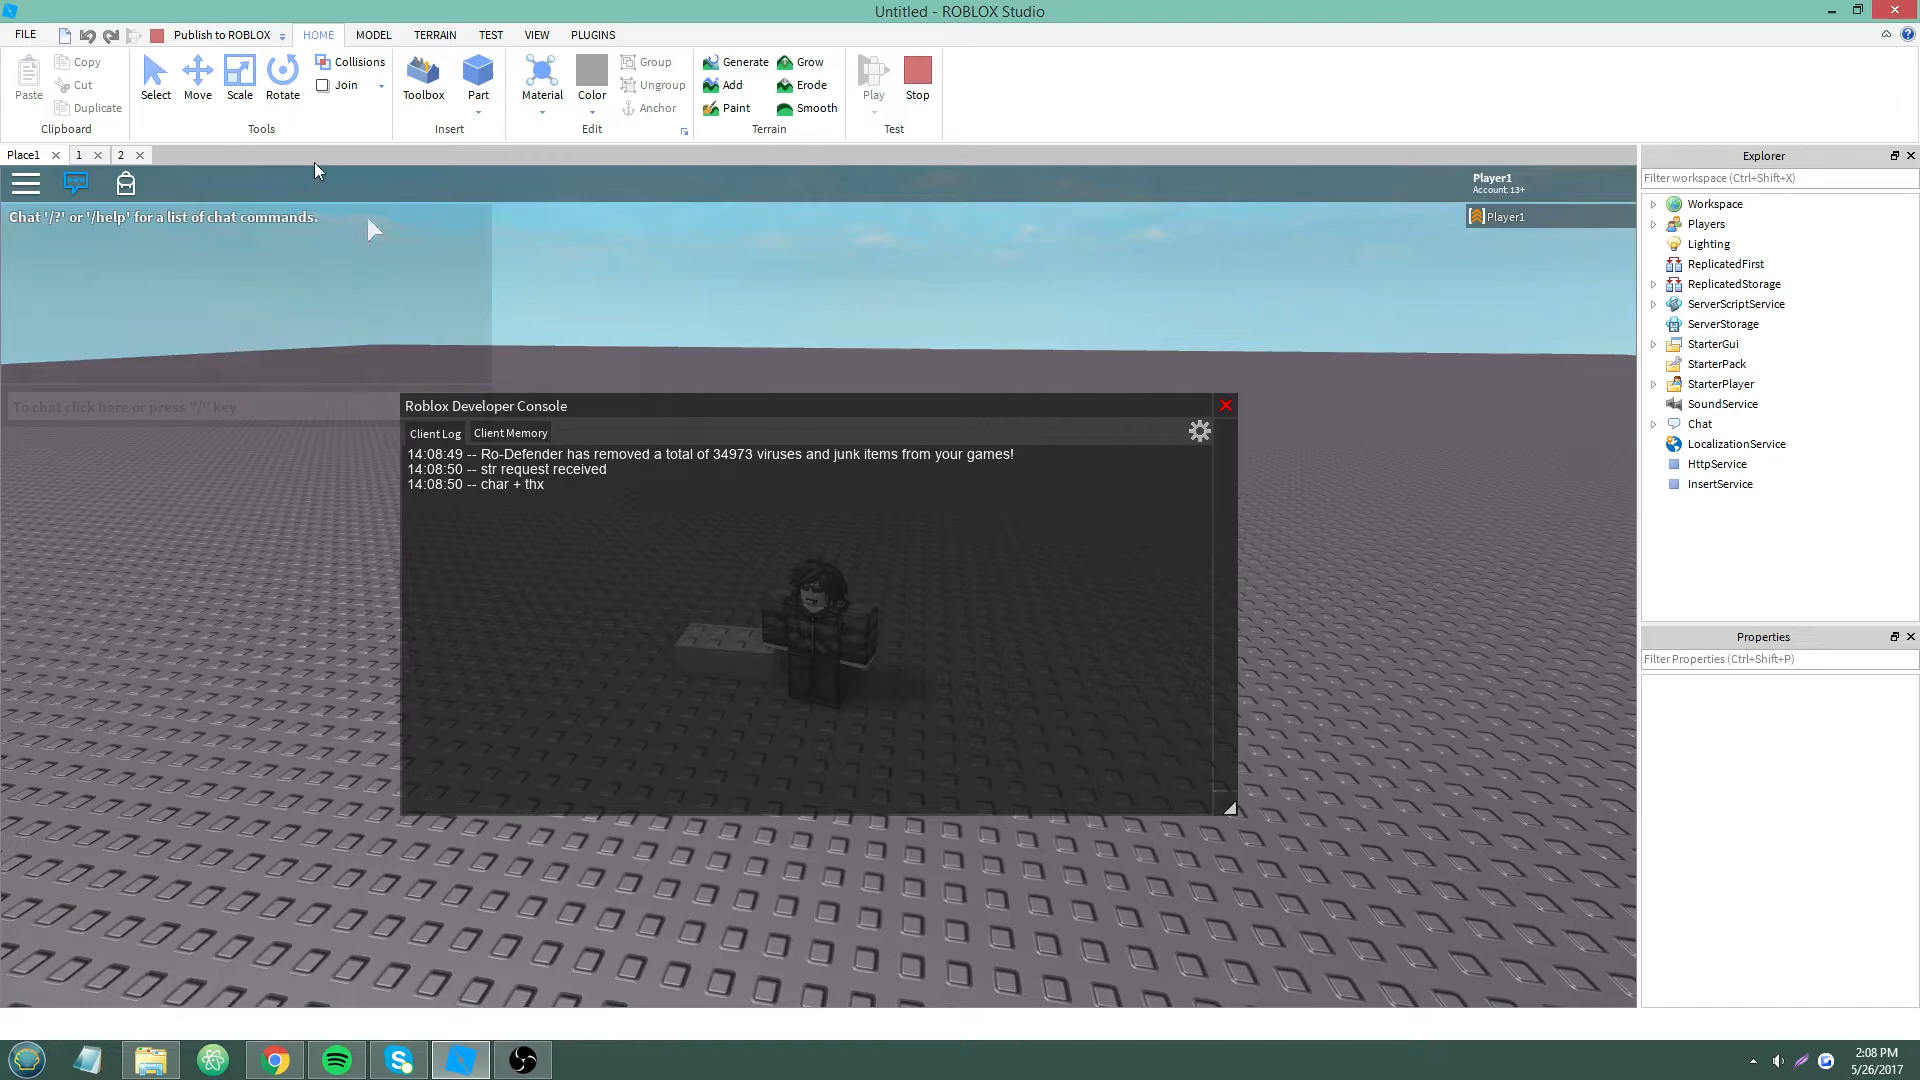 Untitled - ROBLOX Studio
FILE Publish to ROBLOX HOME MODEL TERRAIN TEST VIEW PLUGINS
Paste Copy Cut Duplicate
Clipboard
Select Move Scale Rotate Collisions Join
Tools
Toolbox Part
Insert
Material Color Group Ungroup Anchor
Edit
Generate Grow
Add Erode
Paint Smooth
Terrain
Play Stop
Test
Place1 1 2
Chat '/?' or '/help' for a list of chat commands.
To chat click here or press "/" key
Player1
Account: 13+
Player1
Roblox Developer Console
Client Log Client Memory
14:08:49 -- Ro-Defender has removed a total of 34973 viruses and junk items from your games!
14:08:50 -- str request received
14:08:50 -- char + thx
Explorer
Filter workspace (Ctrl+Shift+X)
Workspace
Players
Lighting
ReplicatedFirst
ReplicatedStorage
ServerScriptService
ServerStorage
StarterGui
StarterPack
StarterPlayer
SoundService
Chat
LocalizationService
HttpService
InsertService
Properties
Filter Properties (Ctrl+Shift+P)
2:08 PM
5/26/2017